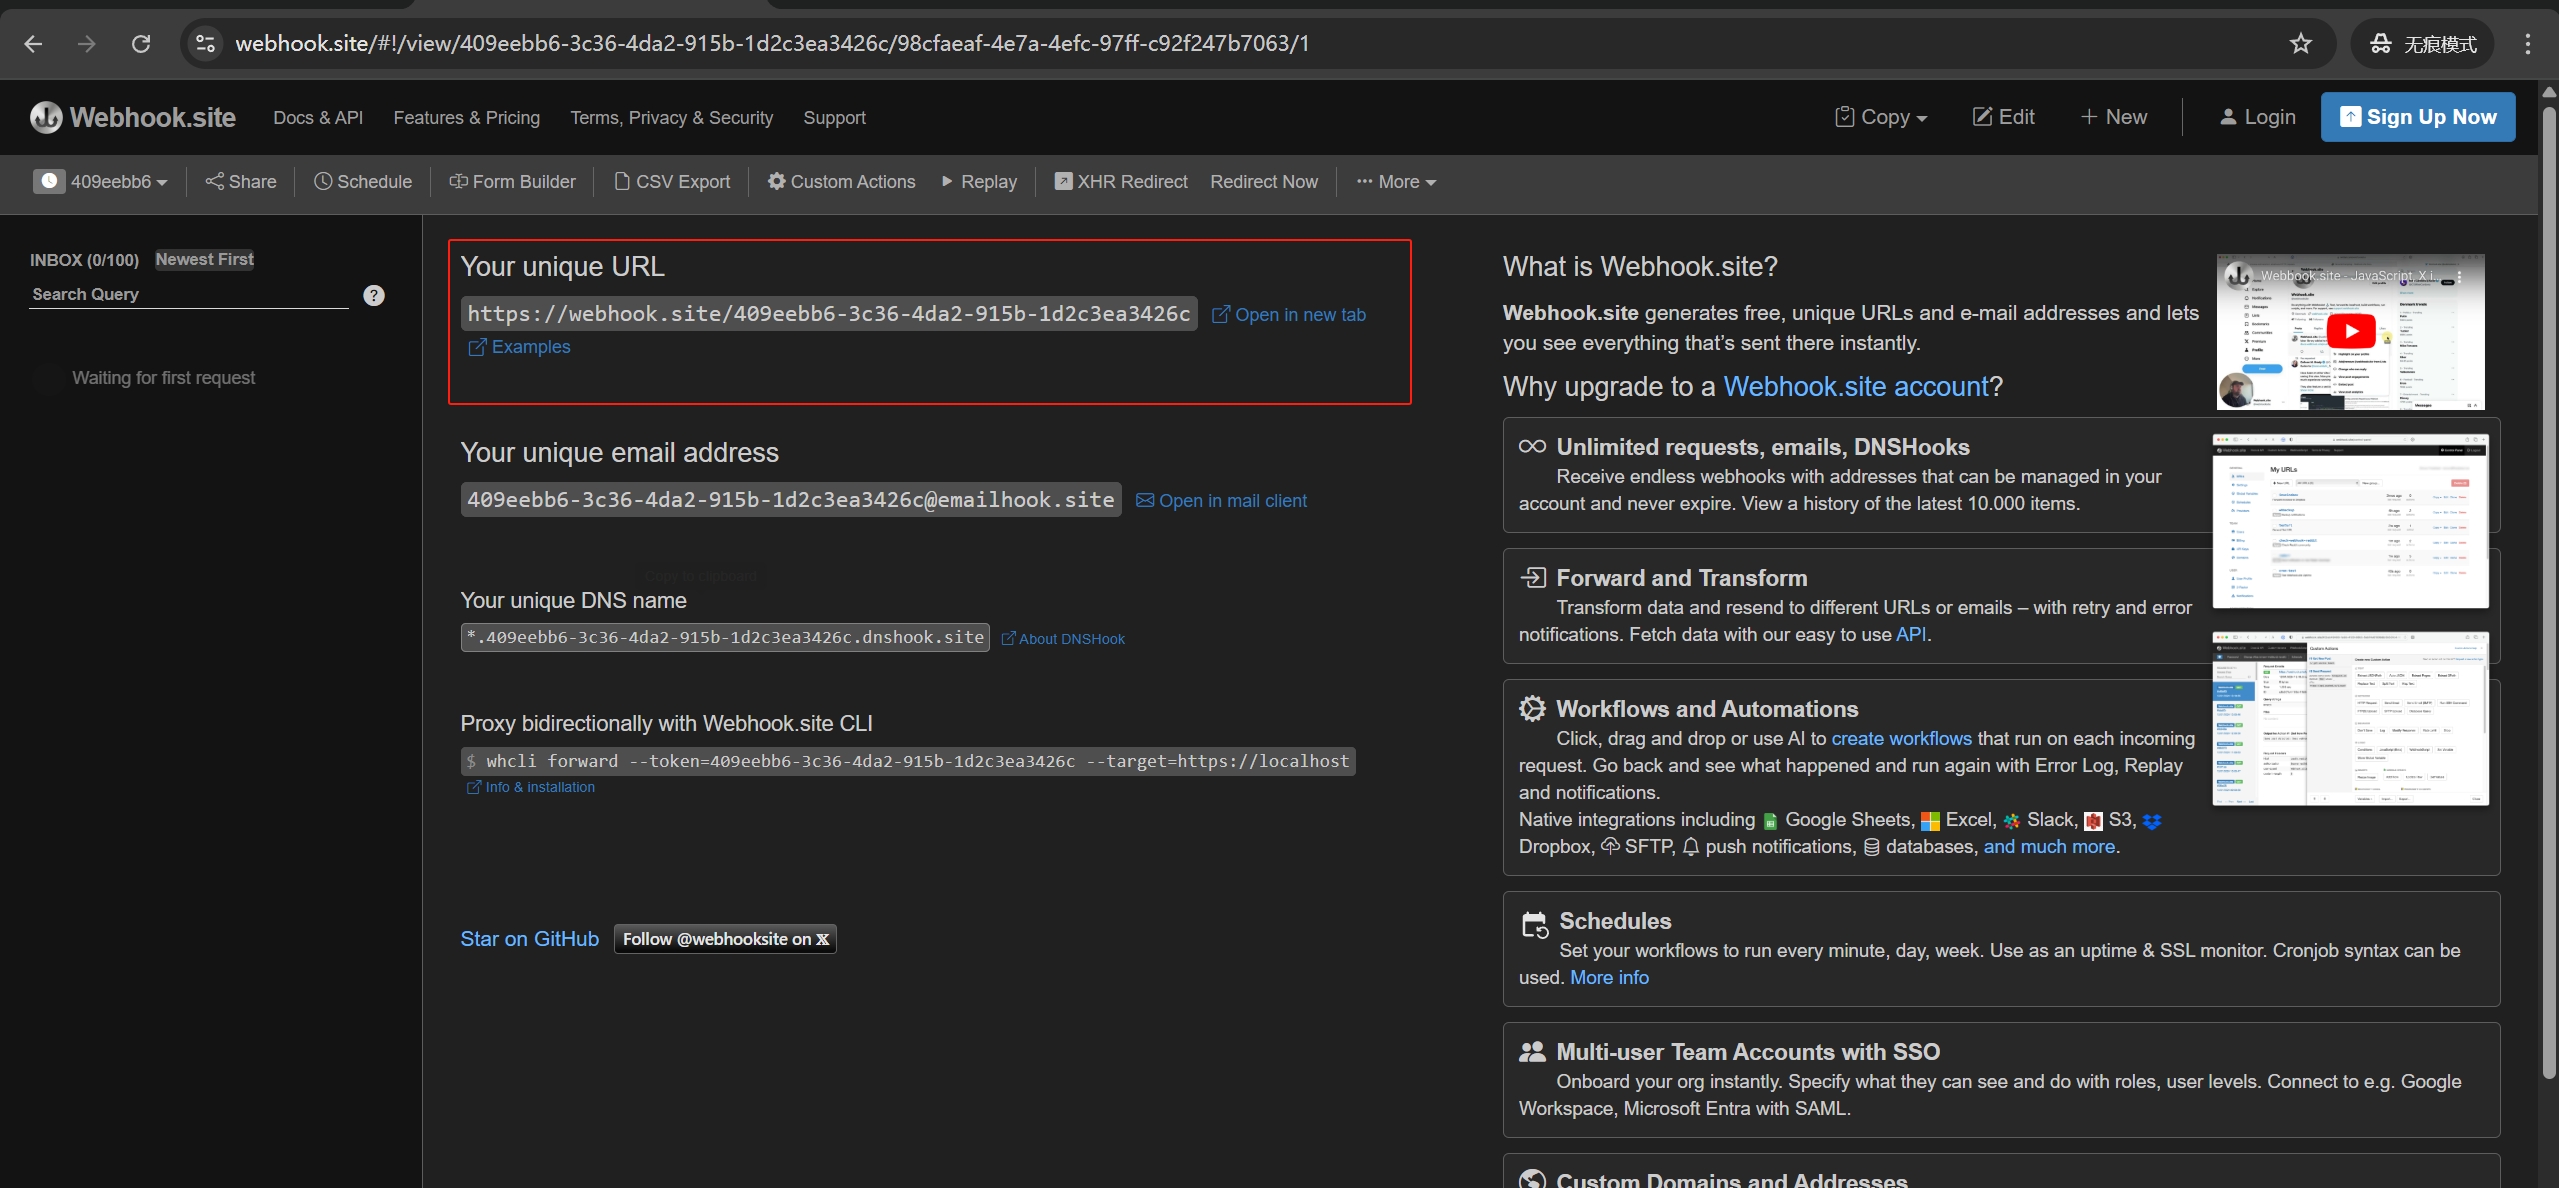 webhook.site/#!/view/409eebb6-3c36-4da2-915b-1d2c3ea3426c/98cfaeaf-4e7a-4efc-97ff-c92f247b7063/1
无痕模式
Webhook.site
Docs & API
Features & Pricing
Terms, Privacy & Security
Support
Copy
Edit
New
Login
Sign Up Now
409eebb6
Share
Schedule
Form Builder
CSV Export
Custom Actions
Replay
XHR Redirect
Redirect Now
More
INBOX (0/100) Newest First
Search Query
?
Waiting for first request
Your unique URL
https://webhook.site/409eebb6-3c36-4da2-915b-1d2c3ea3426c
Open in new tab
Examples
Your unique email address
409eebb6-3c36-4da2-915b-1d2c3ea3426c@emailhook.site
Open in mail client
Copy to clipboard
Your unique DNS name
*.409eebb6-3c36-4da2-915b-1d2c3ea3426c.dnshook.site
About DNSHook
Proxy bidirectionally with Webhook.site CLI
$ whcli forward --token=409eebb6-3c36-4da2-915b-1d2c3ea3426c --target=https://localhost
Info & installation
Star on GitHub
Follow @webhooksite on X
What is Webhook.site?
Webhook.site generates free, unique URLs and e-mail addresses and lets
you see everything that's sent there instantly.
Webbook.site - JavaScript, X i...
Why upgrade to a Webhook.site account?
Unlimited requests, emails, DNSHooks
Receive endless webhooks with addresses that can be managed in your
account and never expire. View a history of the latest 10.000 items.
My URLs
Forward and Transform
Transform data and resend to different URLs or emails – with retry and error
notifications. Fetch data with our easy to use API.
Workflows and Automations
Click, drag and drop or use AI to create workflows that run on each incoming
request. Go back and see what happened and run again with Error Log, Replay
and notifications.
Native integrations including Google Sheets, Excel, Slack, S3,
Dropbox, SFTP, push notifications, databases, and much more.
Schedules
Set your workflows to run every minute, day, week. Use as an uptime & SSL monitor. Cronjob syntax can be
used. More info
Multi-user Team Accounts with SSO
Onboard your org instantly. Specify what they can see and do with roles, user levels. Connect to e.g. Google
Workspace, Microsoft Entra with SAML.
Custom Domains and Addresses